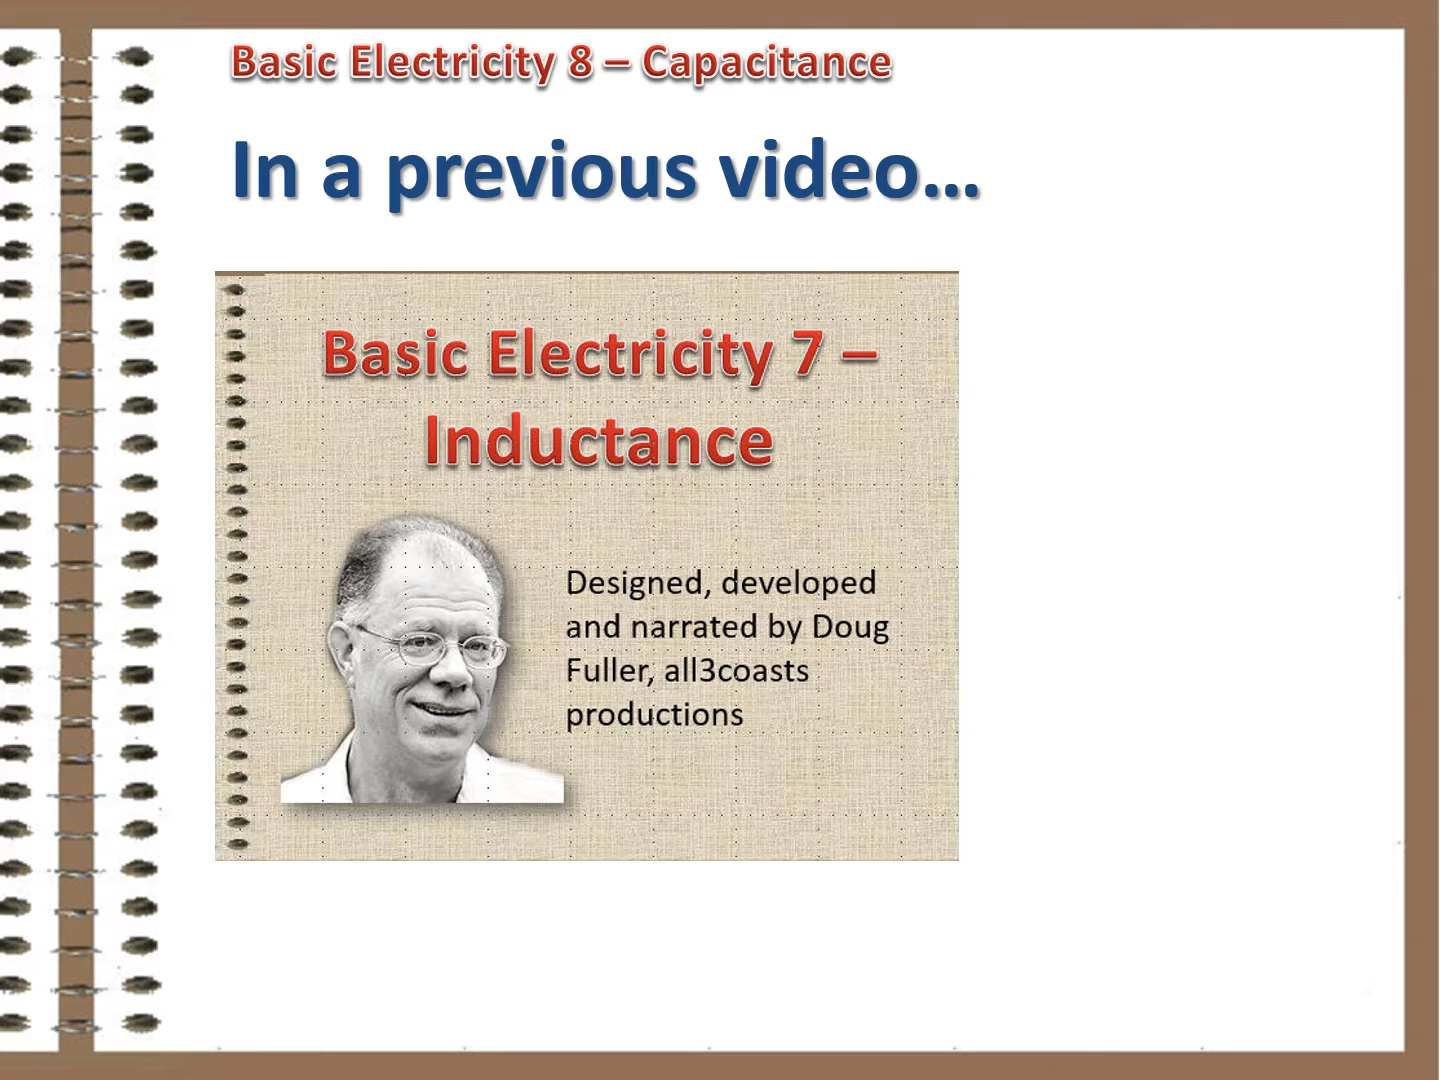 Basic Electricity 8 – Capacitance
In a previous video...
Basic Electricity 7 –
Inductance
Designed, developed
and narrated by Doug
Fuller, all3coasts
productions